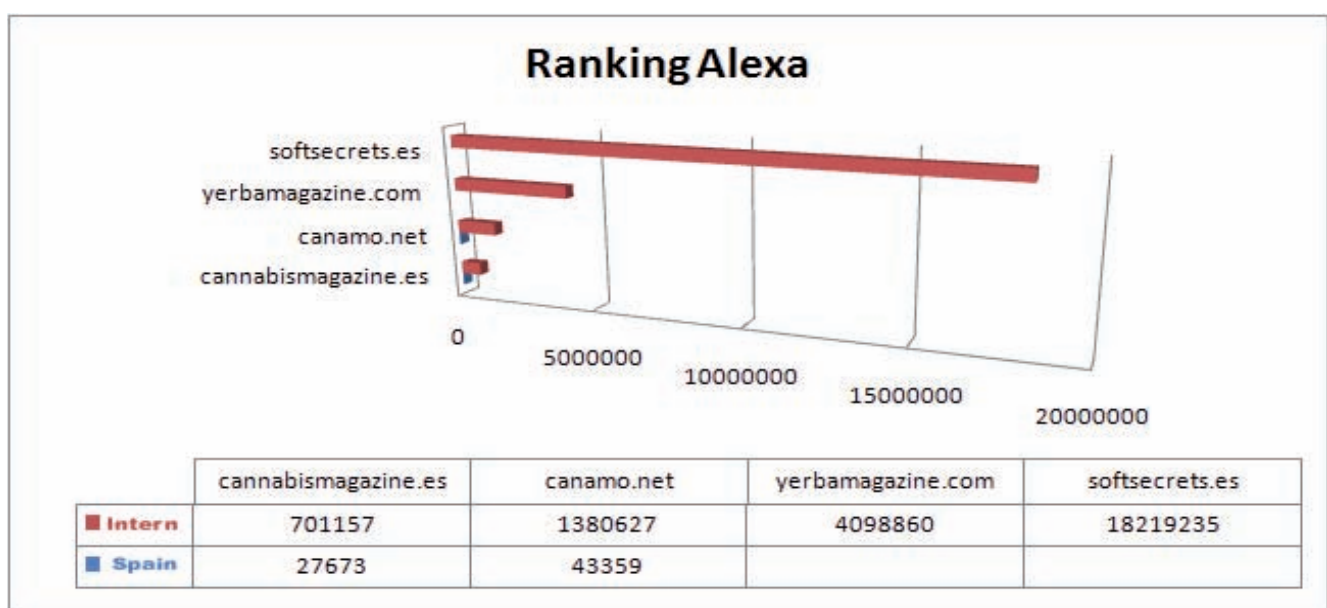 Ranking Alexa
softsecrets.es
yerbamagazine.com
canamo.net
cannabismagazine.es
0
5000000
10000000
15000000
20000000
cannabismagazine.es canamo.net yerbamagazine.com softsecrets.es
Intern 701157 1380627 4098860 18219235
Spain 27673 43359